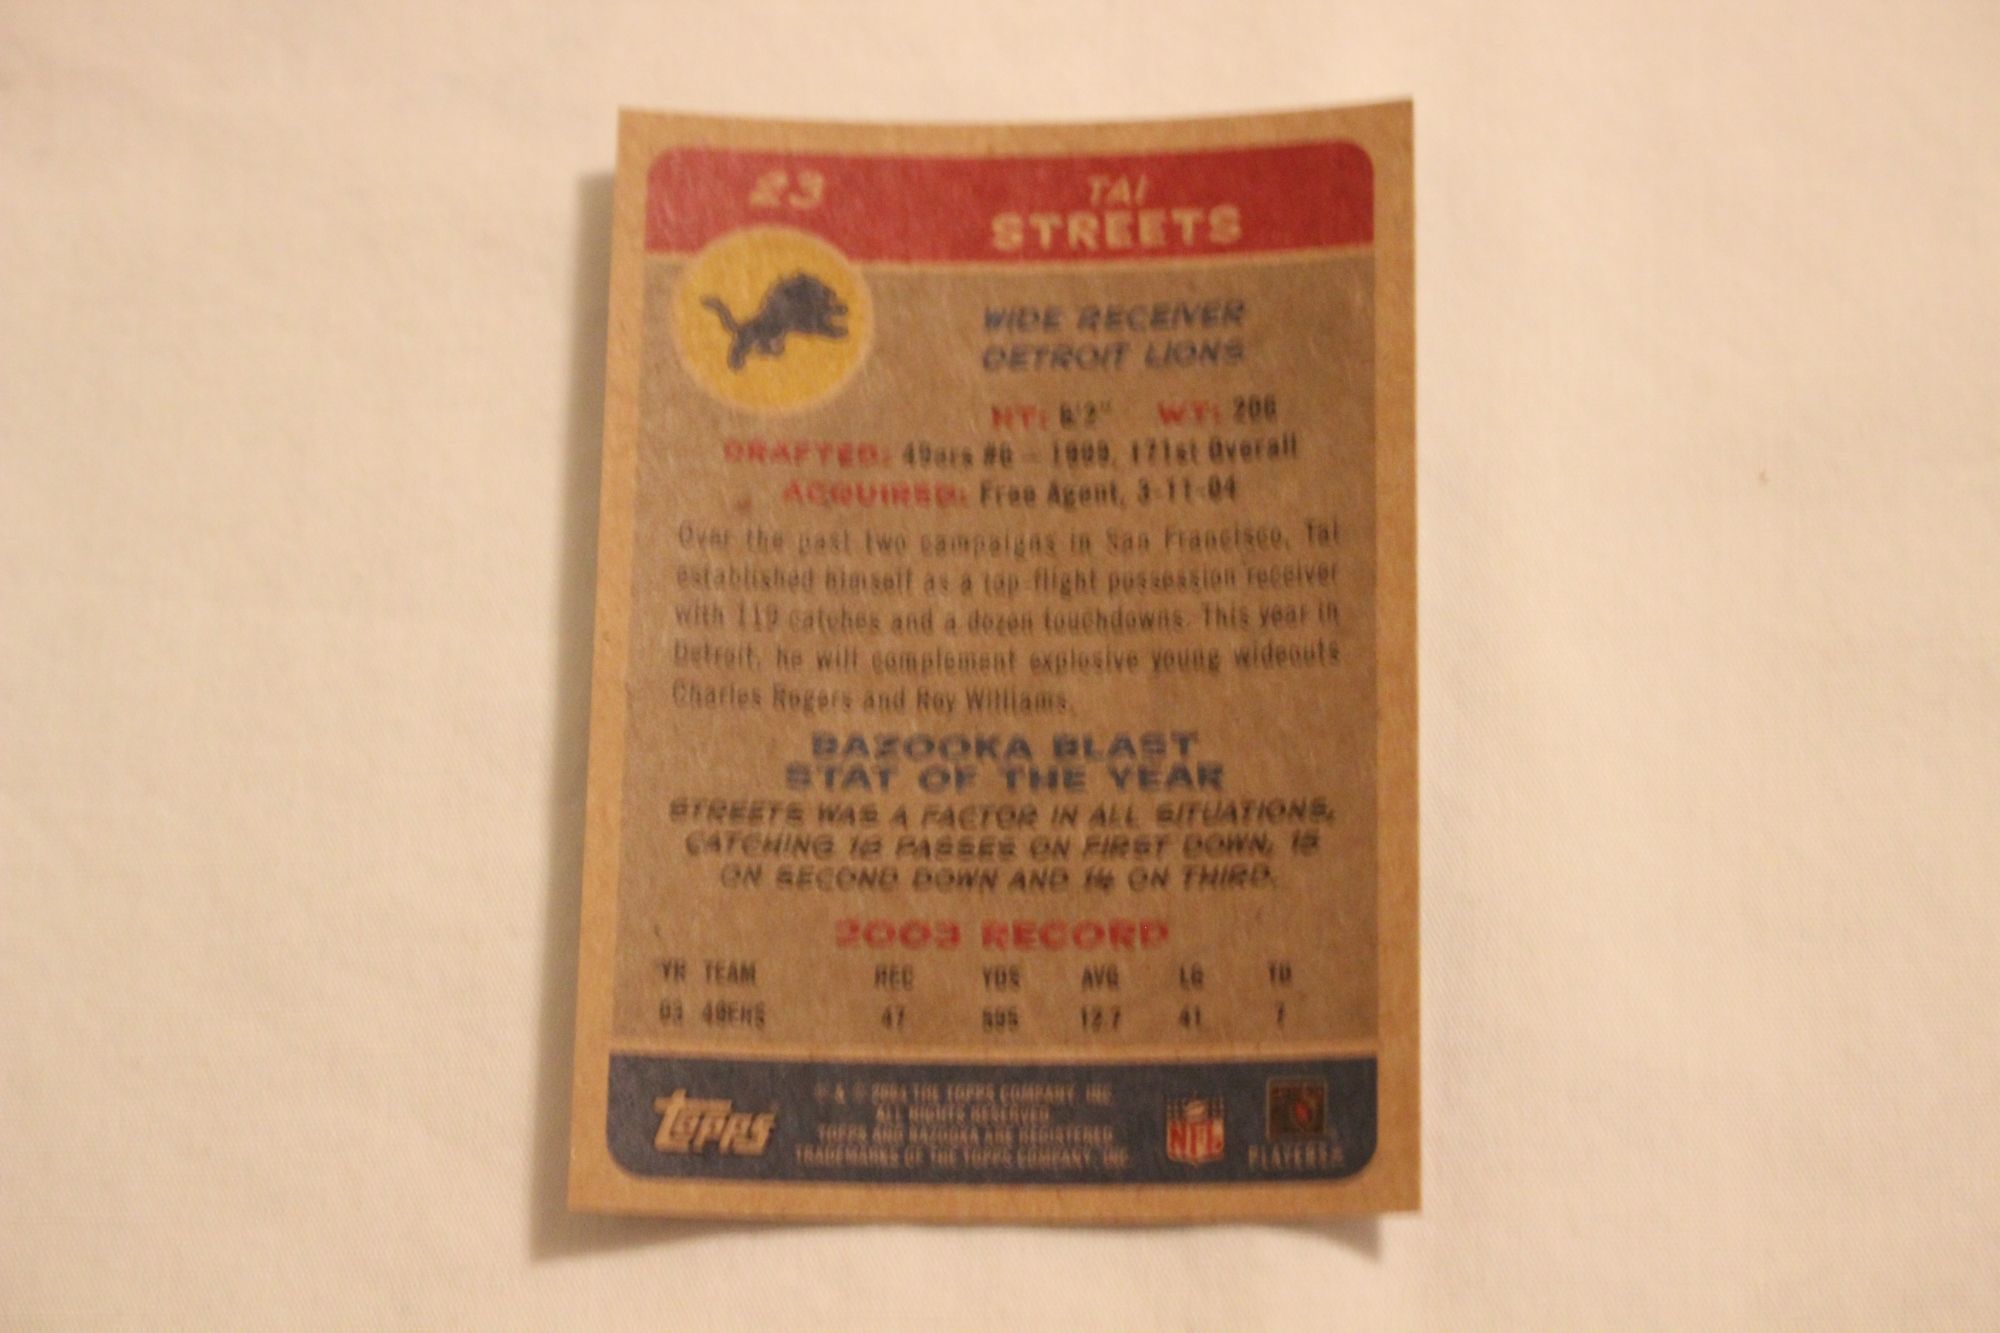 23
TAI
STREETS
WIDE RECEIVER
DETROIT LIONS
HT: 6'2" WT: 206
DRAFTED: 49ers #6 – 1999, 171st Overall
ACQUIRED: Free Agent, 3-11-04
Over the past two campaigns in San Francisco, Tai
established himself as a top-flight possession receiver
with 119 catches and a dozen touchdowns. This year in
Detroit, he will complement explosive young wideouts
Charles Rogers and Roy Williams.
BAZOOKA BLAST
STAT OF THE YEAR
STREETS WAS A FACTOR IN ALL SITUATIONS,
CATCHING PASSES ON FIRST DOWN,
ON SECOND DOWN AND 14 ON THIRD.
2003 RECORD
YR TEAM REC YDS AVG LG TD
03 49ERS 47 595 12.7 41 7
topps
® & © 2004 THE TOPPS COMPANY, INC.
ALL RIGHTS RESERVED.
TOPPS AND BAZOOKA ARE REGISTERED
TRADEMARKS OF THE TOPPS COMPANY, INC.
NFL
PLAYERS